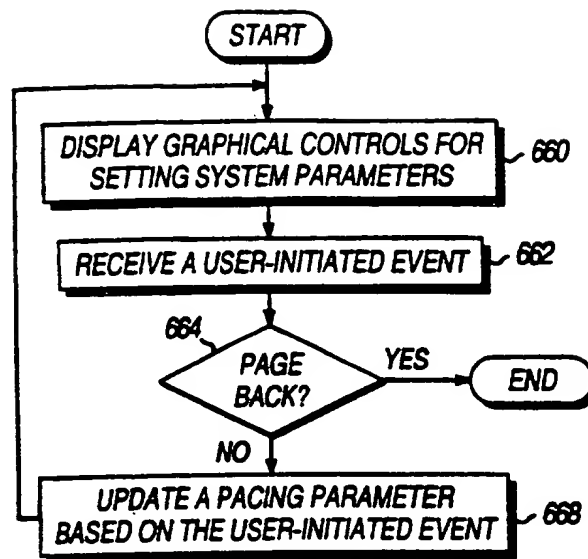 START
DISPLAY GRAPHICAL CONTROLS FOR
SETTING SYSTEM PARAMETERS
660
RECEIVE A USER-INITIATED EVENT
662
664
PAGE
BACK?
YES
END
NO
UPDATE A PACING PARAMETER
BASED ON THE USER-INITIATED EVENT
668